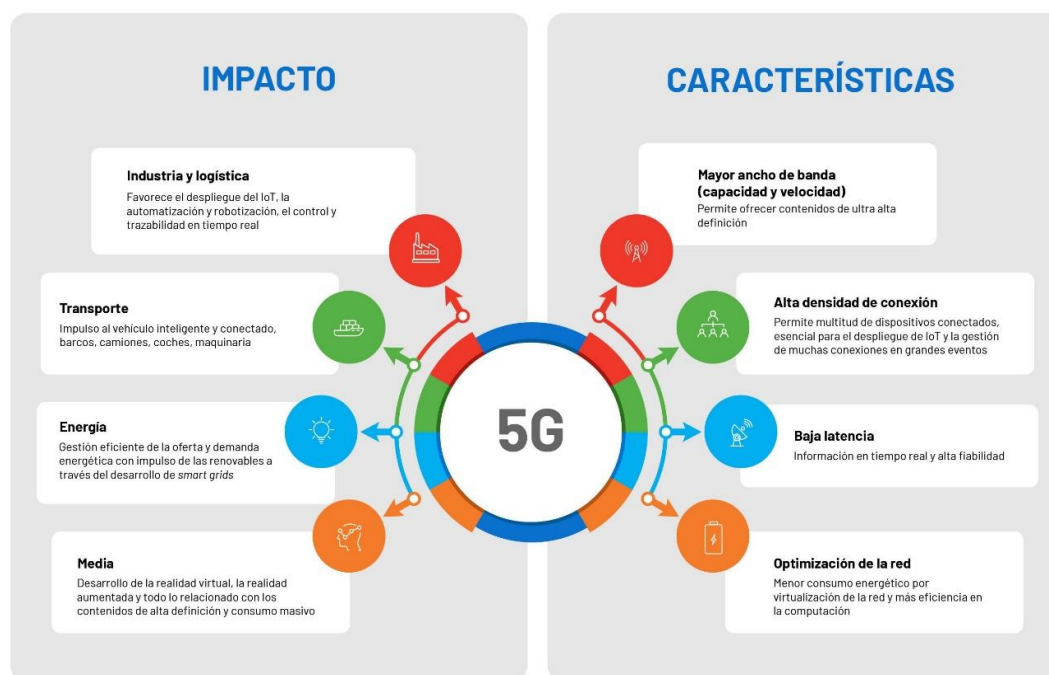 IMPACTO
Industria y logística
Favorece el despliegue del IoT, la
automatización y robotización, el control y
trazabilidad en tiempo real
Transporte
Impulso al vehículo inteligente y conectado,
barcos, camiones, coches, maquinaria
Energía
Gestión eficiente de la oferta y demanda
energética con impulso de las renovables a
través del desarrollo de smart grids
Media
Desarrollo de la realidad virtual, la realidad
aumentada y todo lo relacionado con los
contenidos de alta definición y consumo masivo
5G
CARACTERÍSTICAS
Mayor ancho de banda
(capacidad y velocidad)
Permite ofrecer contenidos de ultra alta
definición
Alta densidad de conexión
Permite multitud de dispositivos conectados,
esencial para el despliegue de IoT y la gestión
de muchas conexiones en grandes eventos
Baja latencia
Información en tiempo real y alta fiabilidad
Optimización de la red
Menor consumo energético por
virtualización de la red y más eficiencia en
la computación